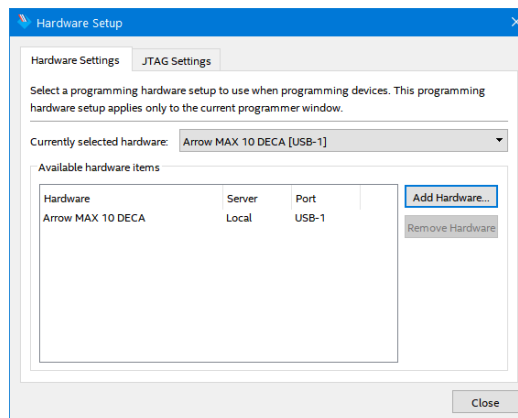 Hardware Setup
Hardware Settings
JTAG Settings
Select a programming hardware setup to use when programming devices. This programming
hardware setup applies only to the current programmer window.
Currently selected hardware: Arrow MAX 10 DECA [USB-1]
Available hardware items
Hardware Server Port
Arrow MAX 10 DECA Local USB-1
Add Hardware...
Remove Hardware
Close